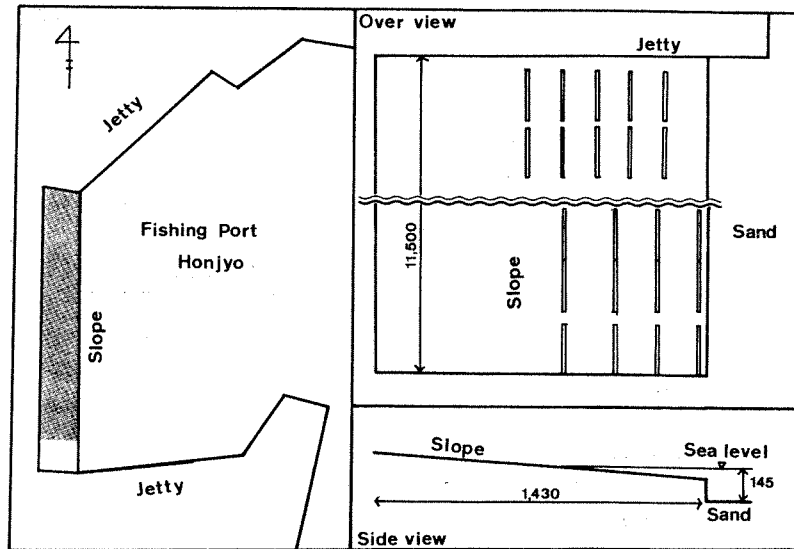 Jetty
Fishing Port
Honjyo
Slope
Jetty
Over view
Jetty
11,500
Slope
Sand
Slope
Sea level
145
1,430
Sand
Side view